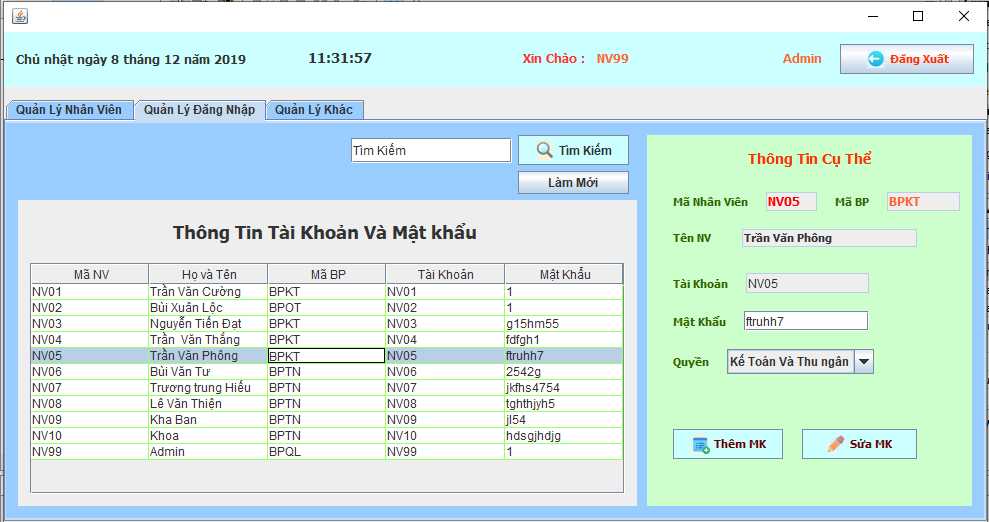 Chủ nhật ngày 8 tháng 12 năm 2019 11:31:57 Xin Chào : NV99 Admin Đăng Xuất
Quản Lý Nhân Viên Quản Lý Đăng Nhập Quản Lý Khác
Tìm Kiếm Tìm Kiếm
Làm Mới
Thông Tin Tài Khoản Và Mật khẩu
Mã NV Họ và Tên Mã BP Tài Khoản Mật Khẩu
NV01 Trần Văn Cường BPKT NV01 1
NV02 Bùi Xuân Lộc BPOT NV02 1
NV03 Nguyễn Tiến Đạt BPKT NV03 g15hm55
NV04 Trần Văn Thắng BPKT NV04 fdfgh1
NV05 Trần Văn Phông BPKT NV05 ftruhh7
NV06 Bùi Văn Tư BPTN NV06 2542g
NV07 Trương trung Hiếu BPTN NV07 jkfhs4754
NV08 Lê Văn Thiện BPTN NV08 tghthjyh5
NV09 Kha Ban BPTN NV09 jl54
NV10 Khoa BPTN NV10 hdsgjhdjg
NV99 Admin BPQL NV99 1
Thông Tin Cụ Thể
Mã Nhân Viên NV05 Mã BP BPKT
Tên NV Trần Văn Phông
Tài Khoản NV05
Mật Khẩu ftruhh7
Quyền Kế Toán Và Thu ngân
Thêm MK Sửa MK